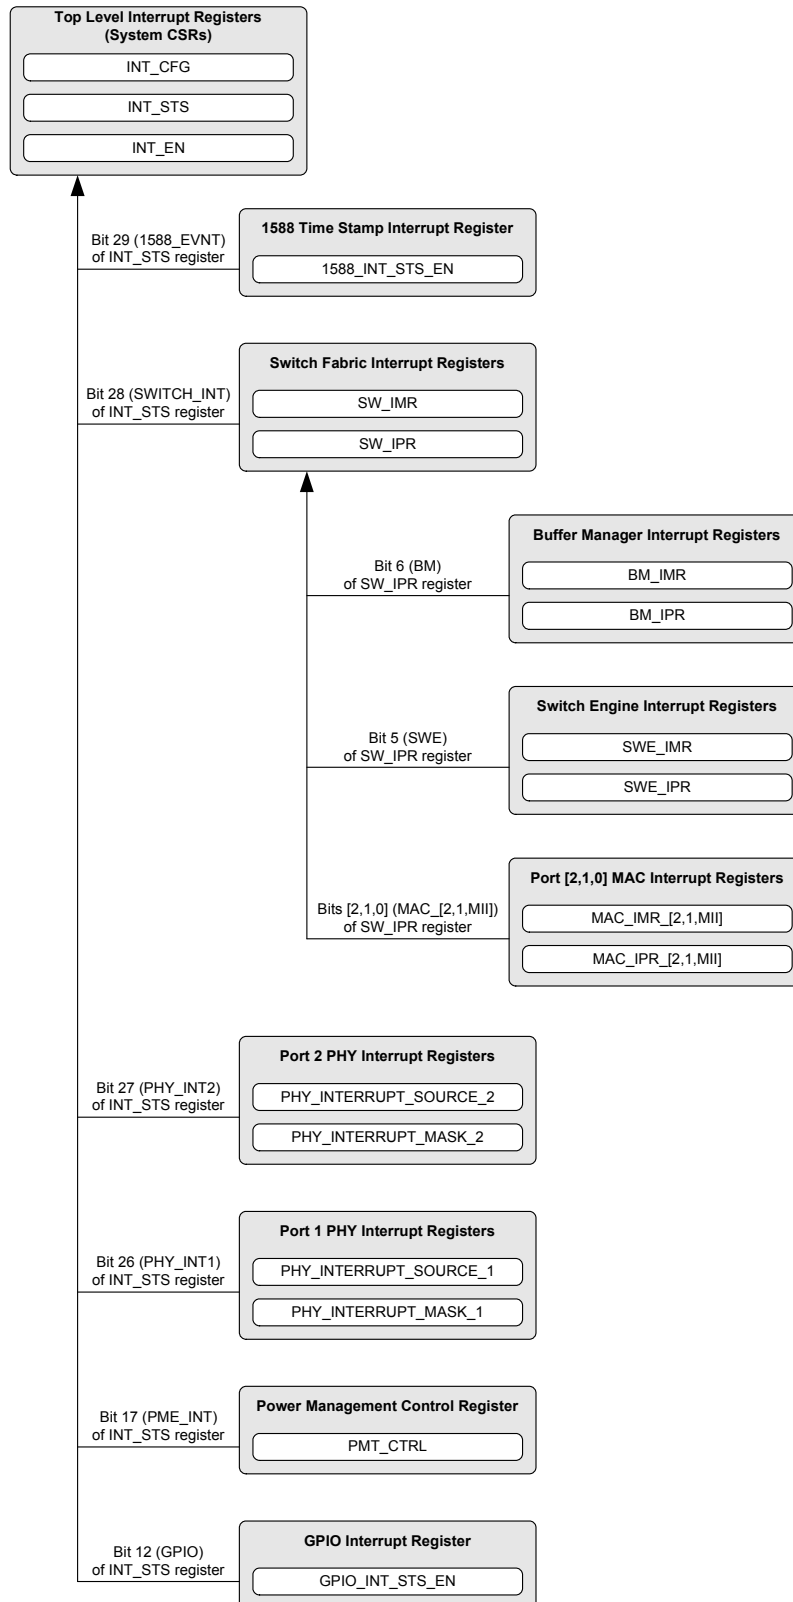 Top Level Interrupt Registers
(System CSRs)
INT_CFG
INT_STS
INT_EN
Bit 29 (1588_EVNT)
of INT_STS register
1588 Time Stamp Interrupt Register
1588_INT_STS_EN
Bit 28 (SWITCH_INT)
of INT_STS register
Switch Fabric Interrupt Registers
SW_IMR
SW_IPR
Bit 6 (BM)
of SW_IPR register
Buffer Manager Interrupt Registers
BM_IMR
BM_IPR
Bit 5 (SWE)
of SW_IPR register
Switch Engine Interrupt Registers
SWE_IMR
SWE_IPR
Bits [2,1,0] (MAC_[2,1,MII])
of SW_IPR register
Port [2,1,0] MAC Interrupt Registers
MAC_IMR_[2,1,MII]
MAC_IPR_[2,1,MII]
Bit 27 (PHY_INT2)
of INT_STS register
Port 2 PHY Interrupt Registers
PHY_INTERRUPT_SOURCE_2
PHY_INTERRUPT_MASK_2
Bit 26 (PHY_INT1)
of INT_STS register
Port 1 PHY Interrupt Registers
PHY_INTERRUPT_SOURCE_1
PHY_INTERRUPT_MASK_1
Bit 17 (PME_INT)
of INT_STS register
Power Management Control Register
PMT_CTRL
Bit 12 (GPIO)
of INT_STS register
GPIO Interrupt Register
GPIO_INT_STS_EN